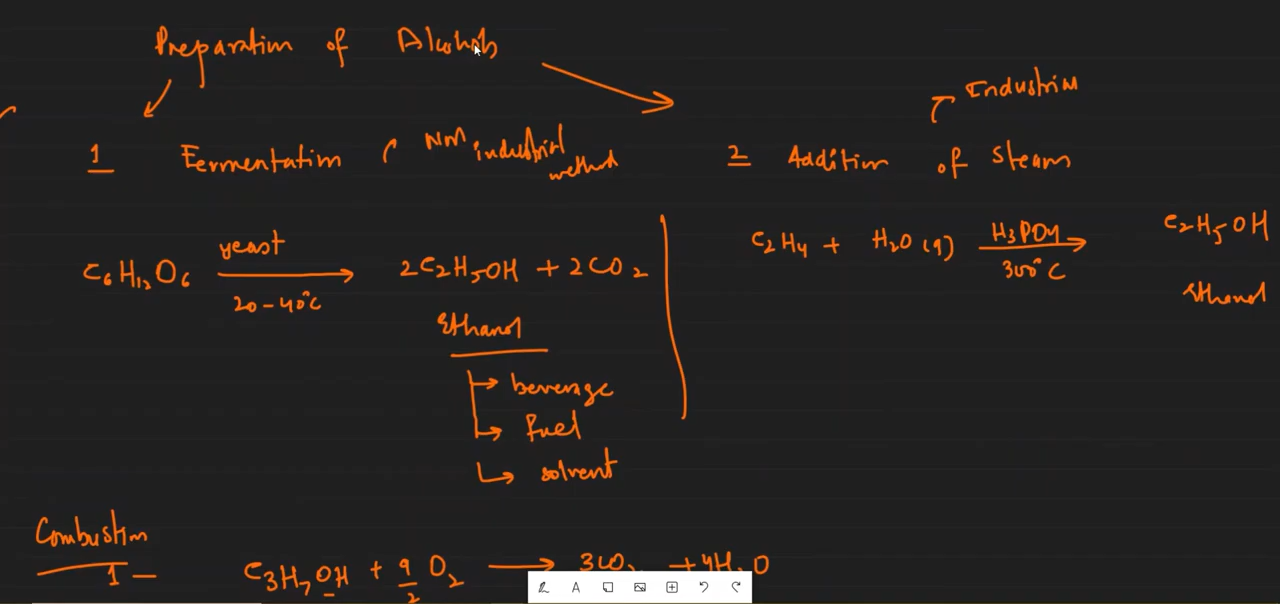 Preparation of Alcohols
1 Fermentation ( Non industrial method
C6H12O6 yeast 20-40°C → 2C2H5OH + 2CO2
Ethanol
→ beverage
→ fuel
→ solvent
Industrial
2 Addition of steam
C2H4 + H2O (g) H3PO4 300°C → C2H5OH
Ethanol
Combustion
1 - C3H7OH + 9/2 O2 → 3CO2 + 4H2O
A